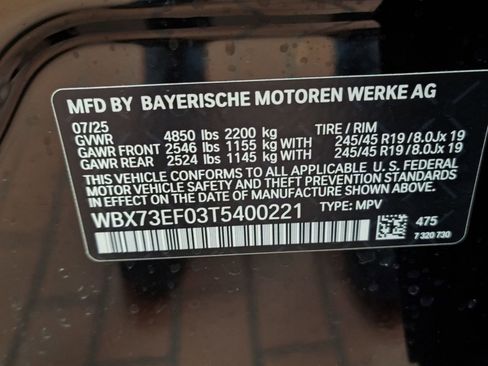 MFD BY BAYERISCHE MOTOREN WERKE AG
07/25
GVWR 4850 lbs 2200 kg TIRE / RIM
GAWR FRONT 2546 lbs 1155 kg WITH 245/45 R19 / 8.0Jx 19
GAWR REAR 2524 lbs 1145 kg WITH 245/45 R19 / 8.0Jx 19
THIS VEHICLE CONFORMS TO ALL APPLICABLE U. S. FEDERAL
SAFETY, BUMPER, AND THEFT PREVENTION STANDARDS
IN EFFECT ON THE DATE OF MANUFACTURE SHOWN ABOVE.
WBX73EF03T5400221 TYPE: MPV
475
7 320 730